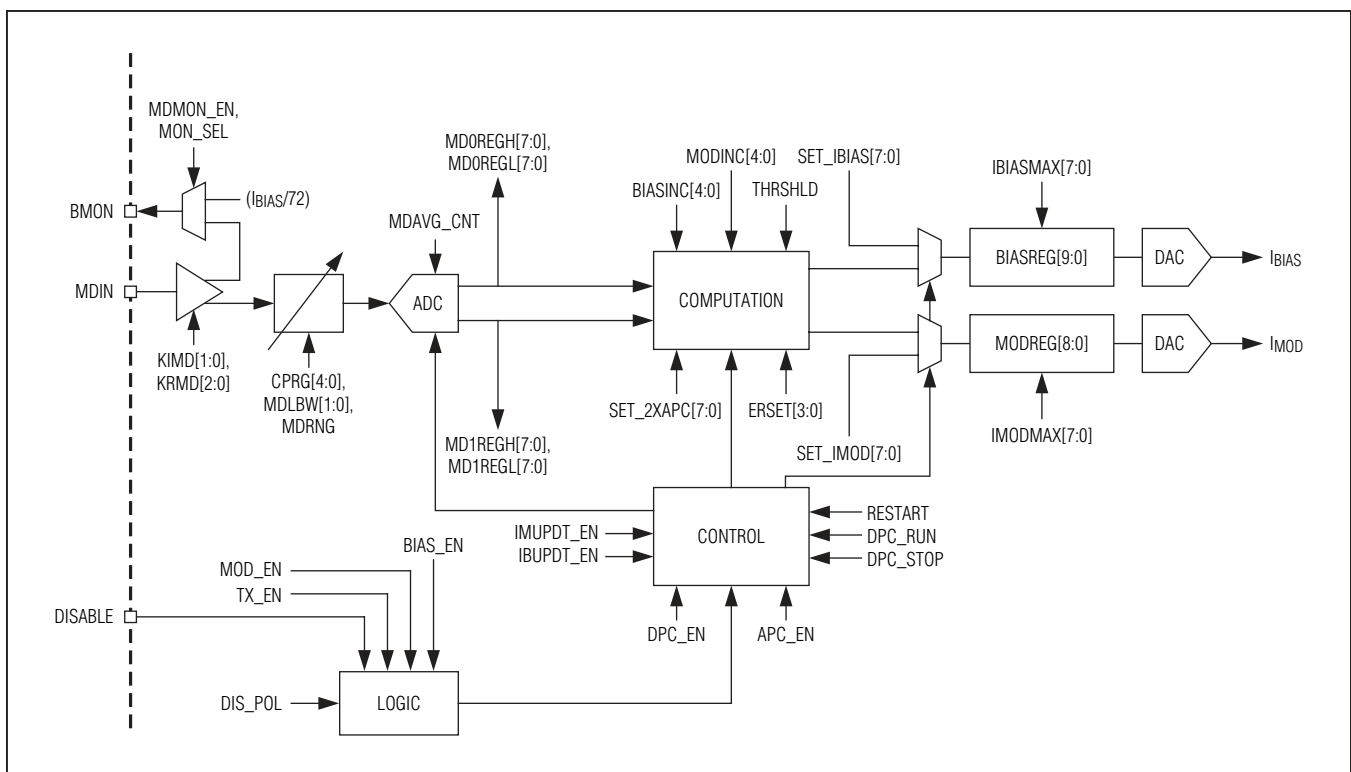 MDMON_EN,
MON_SEL
(IBIAS/72)
BMON
MDIN
KIMD[1:0],
KRMD[2:0]
CPRG[4:0],
MDLBW[1:0],
MDRNG
MDAVG_CNT
ADC
MD0REGH[7:0],
MD0REGL[7:0]
MD1REGH[7:0],
MD1REGL[7:0]
MODINC[4:0]
BIASINC[4:0]
THRSHLD
COMPUTATION
SET_2XAPC[7:0]
ERSET[3:0]
SET_IBIAS[7:0]
IBIASMAX[7:0]
BIASREG[9:0]
DAC
IBIAS
MODREG[8:0]
DAC
IMOD
SET_IMOD[7:0]
IMODMAX[7:0]
IMUPDT_EN
IBUPDT_EN
CONTROL
RESTART
DPC_RUN
DPC_STOP
DPC_EN
APC_EN
BIAS_EN
MOD_EN
TX_EN
DISABLE
DIS_POL
LOGIC